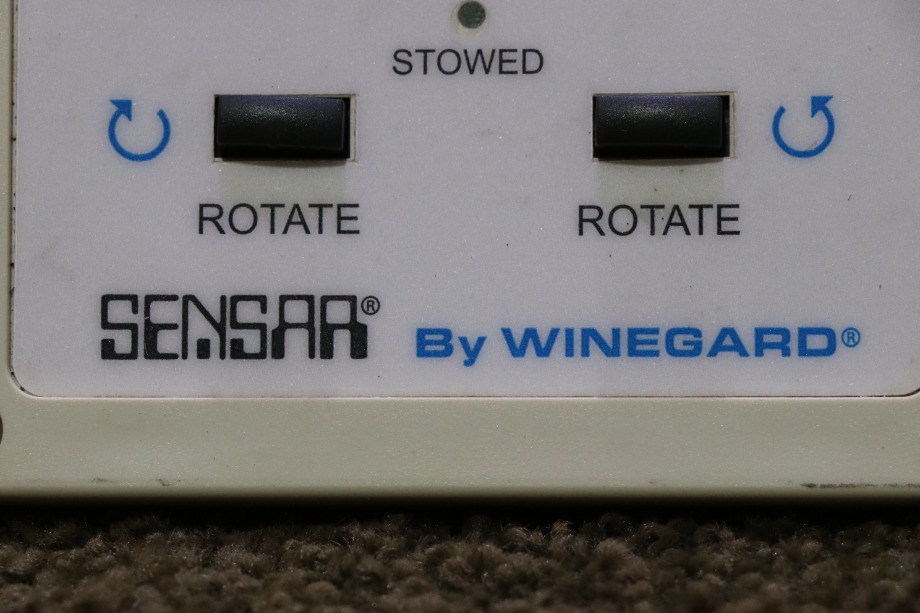 STOWED
ROTATE ROTATE
SENSAR® By WINEGARD®